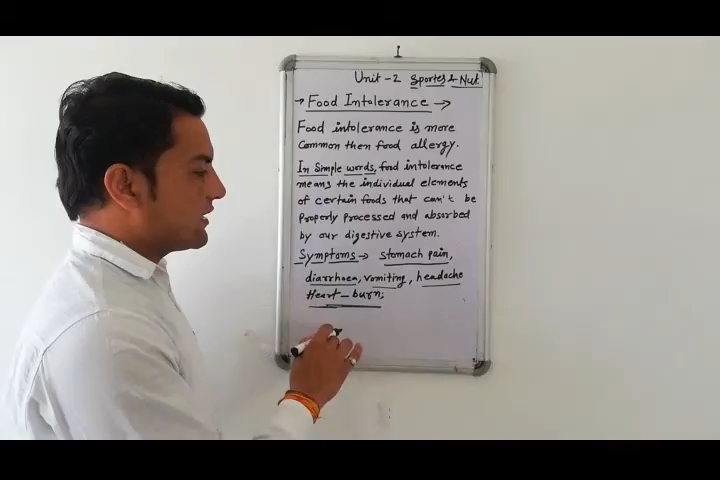 Unit -2 Sportes & Nut
→ Food Intolerance →
Food intolerance is more
Common then food allergy.
In Simple words, food intolerance
means the individual elements
of certain foods that can't be
properly processed and absorbed
by our digestive system.
Symptoms → stomach pain,
diarrhoea, vomiting, headache
Heart - burn;